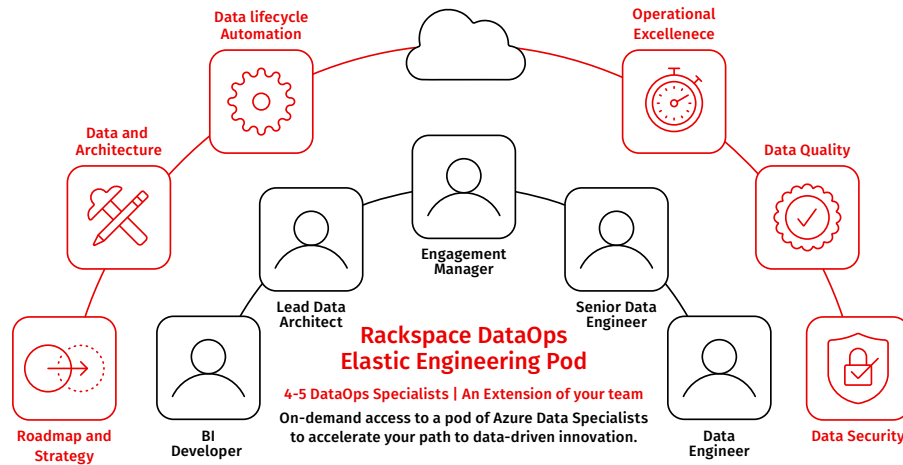 Data lifecycle
Automation
Operational
Excellenece
Data and
Architecture
Data Quality
Engagement
Manager
Lead Data
Architect
Senior Data
Engineer
Rackspace DataOps
Elastic Engineering Pod
4-5 DataOps Specialists | An Extension of your team
On-demand access to a pod of Azure Data Specialists
to accelerate your path to data-driven innovation.
Roadmap and
Strategy
BI
Developer
Data
Engineer
Data Security